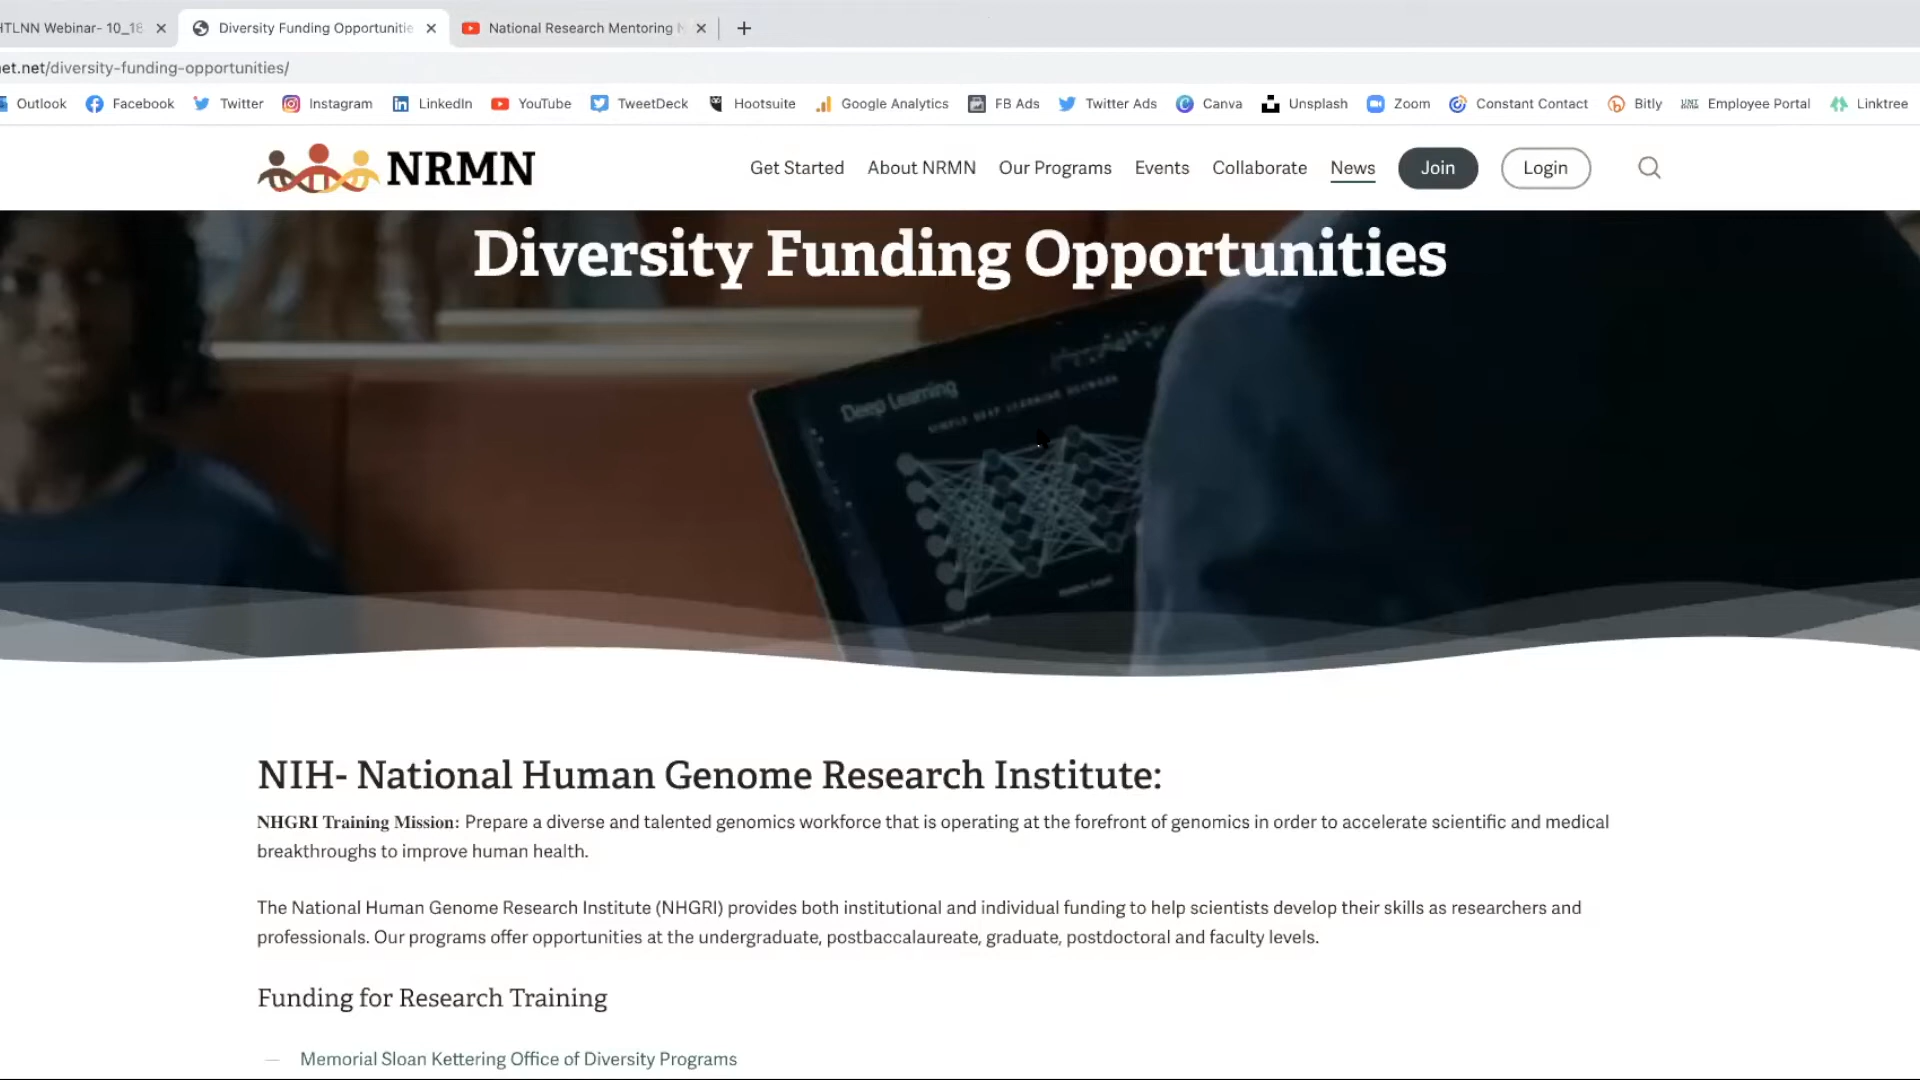 HTLNN Webinar- 10_18
Diversity Funding Opportunitie
National Research Mentoring N
et.net/diversity-funding-opportunities/
Outlook Facebook Twitter Instagram LinkedIn YouTube TweetDeck Hootsuite Google Analytics FB Ads Twitter Ads Canva Unsplash Zoom Constant Contact Bitly Employee Portal Linktree
NRMN
Get Started About NRMN Our Programs Events Collaborate News Join Login
Diversity Funding Opportunities
Deep Learning
SIMPLE DEEP LEARNING NETWORK
NIH- National Human Genome Research Institute:
NHGRI Training Mission: Prepare a diverse and talented genomics workforce that is operating at the forefront of genomics in order to accelerate scientific and medical
breakthroughs to improve human health.
The National Human Genome Research Institute (NHGRI) provides both institutional and individual funding to help scientists develop their skills as researchers and
professionals. Our programs offer opportunities at the undergraduate, postbaccalaureate, graduate, postdoctoral and faculty levels.
Funding for Research Training
— Memorial Sloan Kettering Office of Diversity Programs